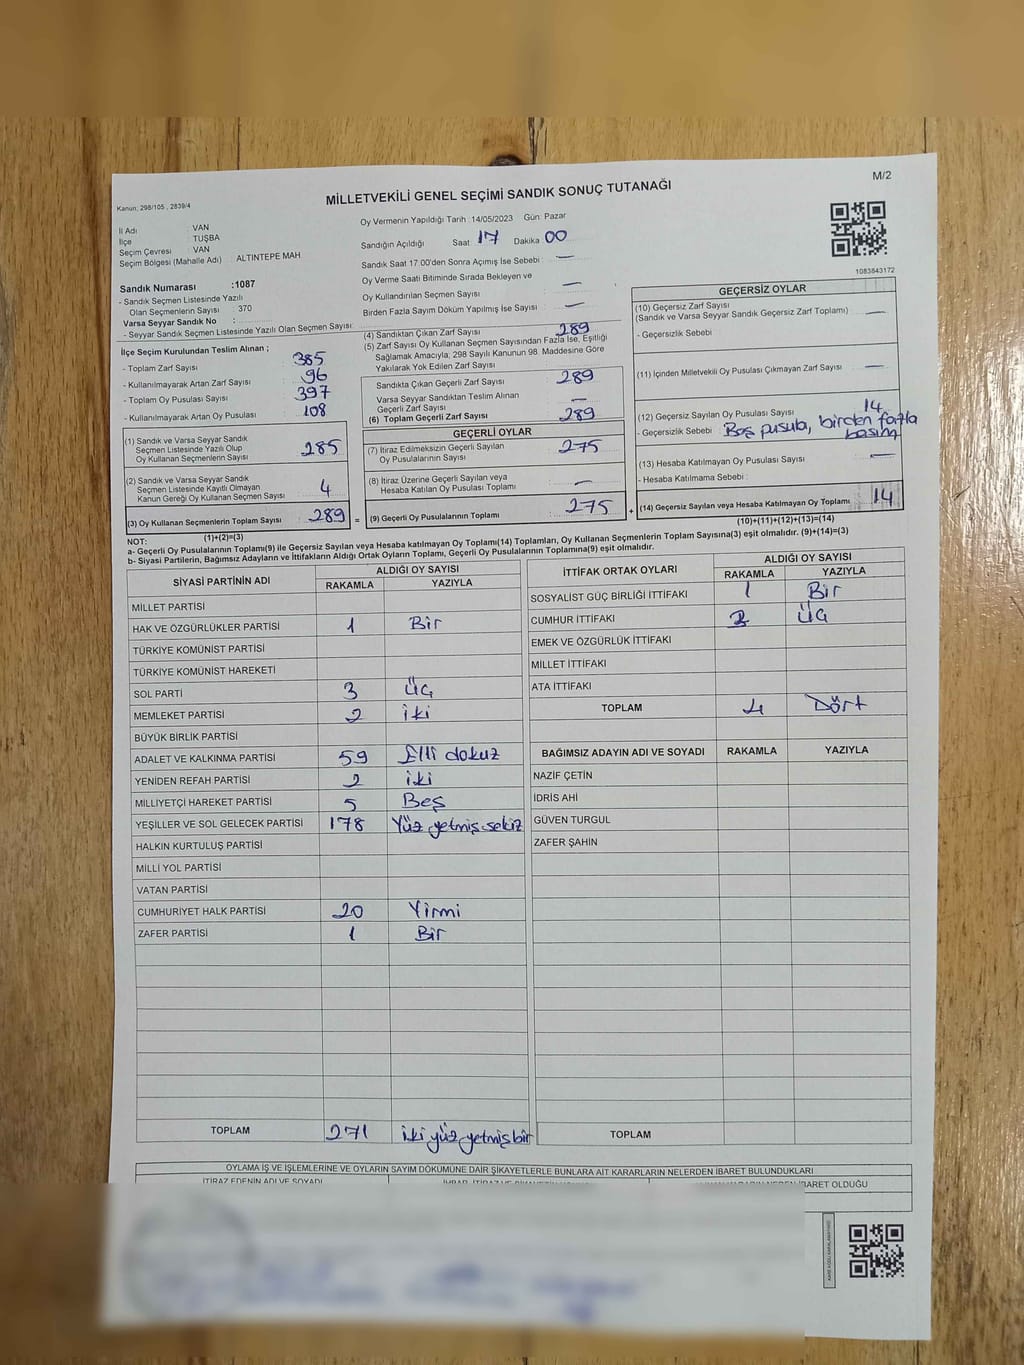 M/2
MİLLETVEKİLİ GENEL SEÇİMİ SANDIK SONUÇ TUTANAĞI
Kanun; 298/105 , 2839/4
İl Adı : VAN
İlçe : TUŞBA
Seçim Çevresi : VAN
Seçim Bölgesi (Mahalle Adı) : ALTINTEPE MAH
Sandık Numarası :1087
- Sandık Seçmen Listesinde Yazılı
Olan Seçmenlerin Sayısı : 370
Varsa Seyyar Sandık No :
- Seyyar Sandık Seçmen Listesinde Yazılı Olan Seçmen Sayısı:
İlçe Seçim Kurulundan Teslim Alınan ;
- Toplam Zarf Sayısı : 385
- Kullanılmayarak Artan Zarf Sayısı : 96
- Toplam Oy Pusulası Sayısı : 397
- Kullanılmayarak Artan Oy Pusulası : 108
(1) Sandık ve Varsa Seyyar Sandık
Seçmen Listesinde Yazılı Olup
Oy Kullanan Seçmenlerin Sayısı : 285
(2) Sandık ve Varsa Seyyar Sandık
Seçmen Listesinde Kayıtlı Olmayan
Kanun Gereği Oy Kullanan Seçmen Sayısı : 4
(3) Oy Kullanan Seçmenlerin Toplam Sayısı : 289
(1)+(2)=(3)
Oy Vermenin Yapıldığı Tarih : 14/05/2023 Gün: Pazar
Sandığın Açıldığı Saat 17 Dakika 00
Sandık Saat 17:00'den Sonra Açımış İse Sebebi : —
Oy Verme Saati Bitiminde Sırada Bekleyen ve
Oy Kullandırılan Seçmen Sayısı : —
Birden Fazla Sayım Döküm Yapılmış İse Sayısı : —
(4) Sandıktan Çıkan Zarf Sayısı : 289
(5) Zarf Sayısı Oy Kullanan Seçmen Sayısından Fazla İse, Eşitliği
Sağlamak Amacıyla; 298 Sayılı Kanunun 98. Maddesine Göre
Yakılarak Yok Edilen Zarf Sayısı :
Sandıkta Çıkan Geçerli Zarf Sayısı : 289
Varsa Seyyar Sandıktan Teslim Alınan
Geçerli Zarf Sayısı : —
(6) Toplam Geçerli Zarf Sayısı : 289
GEÇERLİ OYLAR
(7) İtiraz Edilmeksizin Geçerli Sayılan
Oy Pusulalarının Sayısı : 275
(8) İtiraz Üzerine Geçerli Sayılan veya
Hesaba Katılan Oy Pusulası Toplamı : —
= (9) Geçerli Oy Pusulalarının Toplamı : 275
1083843172
GEÇERSİZ OYLAR
(10) Geçersiz Zarf Sayısı
(Sandık ve Varsa Seyyar Sandık Geçersiz Zarf Toplamı) : —
- Geçersizlik Sebebi :
(11) İçinden Milletvekili Oy Pusulası Çıkmayan Zarf Sayısı : —
(12) Geçersiz Sayılan Oy Pusulası Sayısı : 14
- Geçersizlik Sebebi : Boş pusula, birden fazla
basım
(13) Hesaba Katılmayan Oy Pusulası Sayısı : —
- Hesaba Katılmama Sebebi :
+ (14) Geçersiz Sayılan veya Hesaba Katılmayan Oy Toplamı : 14
(10)+(11)+(12)+(13)=(14)
NOT:
a- Geçerli Oy Pusulalarının Toplamı(9) ile Geçersiz Sayılan veya Hesaba Katılmayan Oy Toplamı(14) Toplamları, Oy Kullanan Seçmenlerin Toplam Sayısına(3) eşit olmalıdır. (9)+(14)=(3)
b- Siyasi Partilerin, Bağımsız Adayların ve İttifakların Aldığı Ortak Oyların Toplamı, Geçerli Oy Pusulalarının Toplamına(9) eşit olmalıdır.
SİYASİ PARTİNİN ADI ALDIĞI OY SAYISI
RAKAMLA YAZIYLA
MİLLET PARTİSİ
HAK VE ÖZGÜRLÜKLER PARTİSİ 1 Bir
TÜRKİYE KOMÜNİST PARTİSİ
TÜRKİYE KOMÜNİST HAREKETİ
SOL PARTİ 3 Üç
MEMLEKET PARTİSİ 2 iki
BÜYÜK BİRLİK PARTİSİ
ADALET VE KALKINMA PARTİSİ 59 Elli dokuz
YENİDEN REFAH PARTİSİ 2 iki
MİLLİYETÇİ HAREKET PARTİSİ 5 Beş
YEŞİLLER VE SOL GELECEK PARTİSİ 178 Yüz yetmiş sekiz
HALKIN KURTULUŞ PARTİSİ
MİLLİ YOL PARTİSİ
VATAN PARTİSİ
CUMHURİYET HALK PARTİSİ 20 Yirmi
ZAFER PARTİSİ 1 Bir
TOPLAM 271 iki yüz yetmiş bir
İTTİFAK ORTAK OYLARI ALDIĞI OY SAYISI
RAKAMLA YAZIYLA
SOSYALİST GÜÇ BİRLİĞİ İTTİFAKI 1 Bir
CUMHUR İTTİFAKI 3 Üç
EMEK VE ÖZGÜRLÜK İTTİFAKI
MİLLET İTTİFAKI
ATA İTTİFAKI
TOPLAM 4 Dört
BAĞIMSIZ ADAYIN ADI VE SOYADI RAKAMLA YAZIYLA
NAZİF ÇETİN
İDRİS AHİ
GÜVEN TURGUL
ZAFER ŞAHİN
TOPLAM
OYLAMA İŞ VE İŞLEMLERİNE VE OYLARIN SAYIM DÖKÜMÜNE DAİR ŞİKAYETLERLE BUNLARA AİT KARARLARIN NELERDEN İBARET BULUNDUKLARI
İTİRAZ EDENİN ADI VE SOYADI
İBARET OLDUĞU